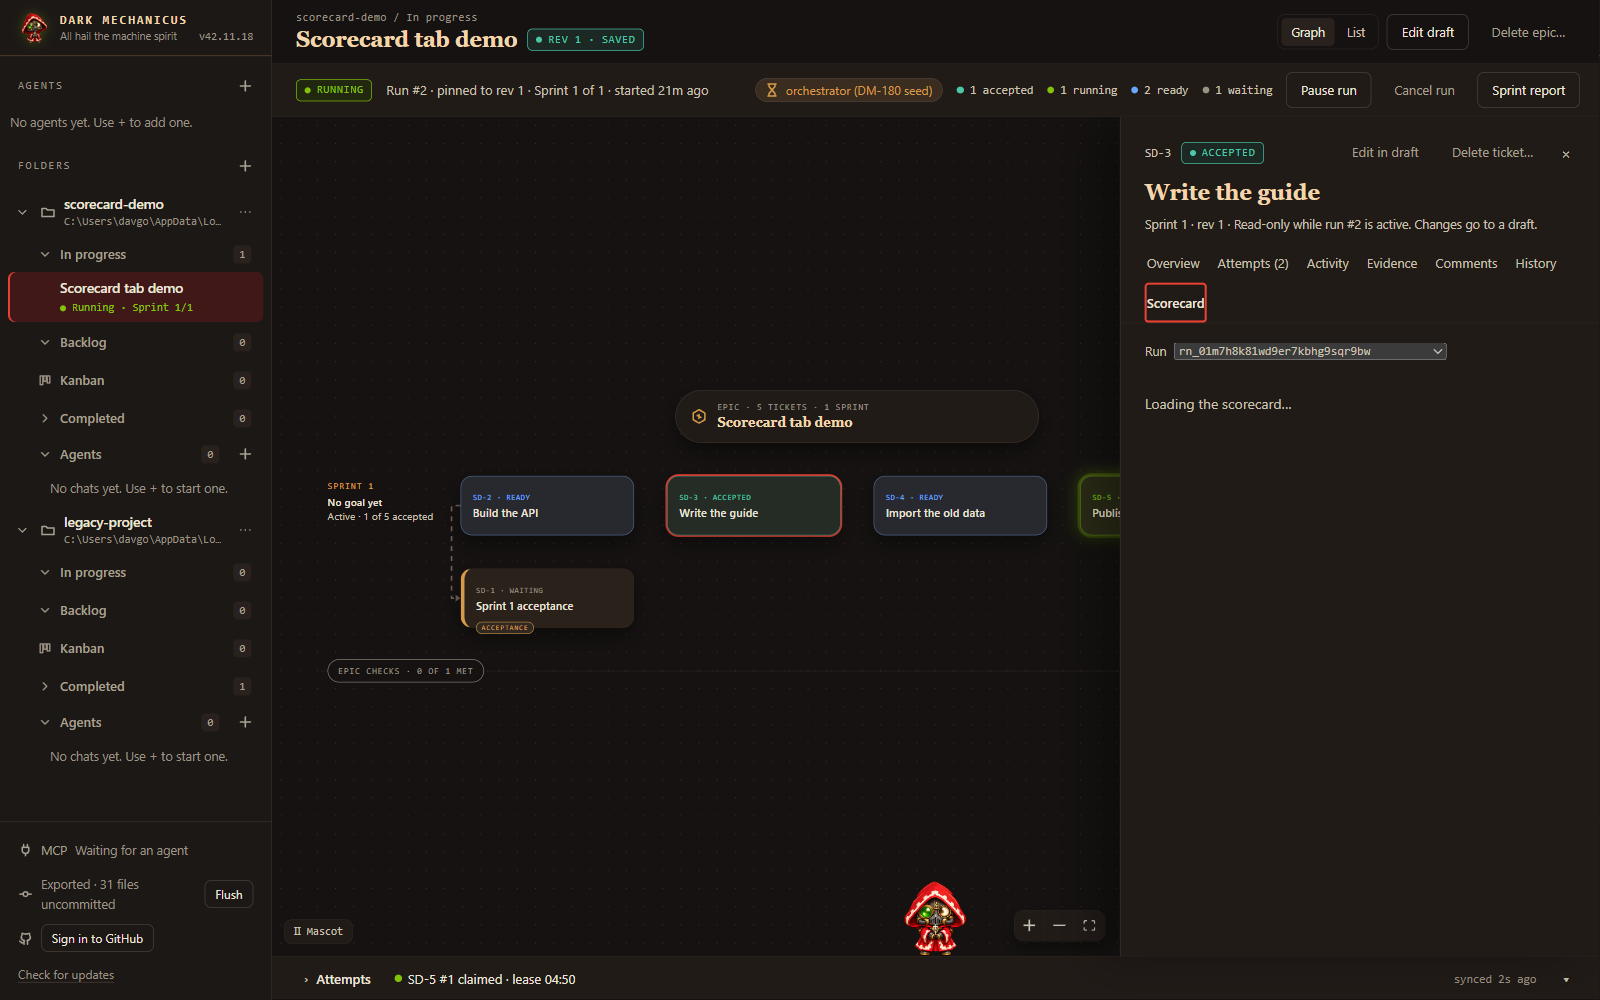 DARK MECHANICUS
All hail the machine spirit v42.11.18
AGENTS
No agents yet. Use + to add one.
FOLDERS
scorecard-demo
C:\Users\davgo\AppData\Lo…
In progress 1
Scorecard tab demo
Running · Sprint 1/1
Backlog 0
Kanban 0
Completed 0
Agents 0
No chats yet. Use + to start one.
legacy-project
C:\Users\davgo\AppData\Lo…
In progress 0
Backlog 0
Kanban 0
Completed 1
Agents 0
No chats yet. Use + to start one.
MCP Waiting for an agent
Exported · 31 files
uncommitted
Flush
Sign in to GitHub
Check for updates
scorecard-demo / In progress
Scorecard tab demo
REV 1 · SAVED
Graph List Edit draft Delete epic…
RUNNING
Run #2 · pinned to rev 1 · Sprint 1 of 1 · started 21m ago
orchestrator (DM-180 seed)
1 accepted 1 running 2 ready 1 waiting
Pause run Cancel run Sprint report
EPIC · 5 TICKETS · 1 SPRINT
Scorecard tab demo
SPRINT 1
No goal yet
Active · 1 of 5 accepted
SD-2 · READY
Build the API
SD-3 · ACCEPTED
Write the guide
SD-4 · READY
Import the old data
SD-5 ·
Publis
SD-1 · WAITING
Sprint 1 acceptance
ACCEPTANCE
EPIC CHECKS · 0 OF 1 MET
Mascot
SD-3 ACCEPTED Edit in draft Delete ticket… ×
Write the guide
Sprint 1 · rev 1 · Read-only while run #2 is active. Changes go to a draft.
Overview Attempts (2) Activity Evidence Comments History
Scorecard
Run rn_01m7h8k81wd9er7kbhg9sqr9bw
Loading the scorecard…
Attempts SD-5 #1 claimed · lease 04:50
synced 2s ago